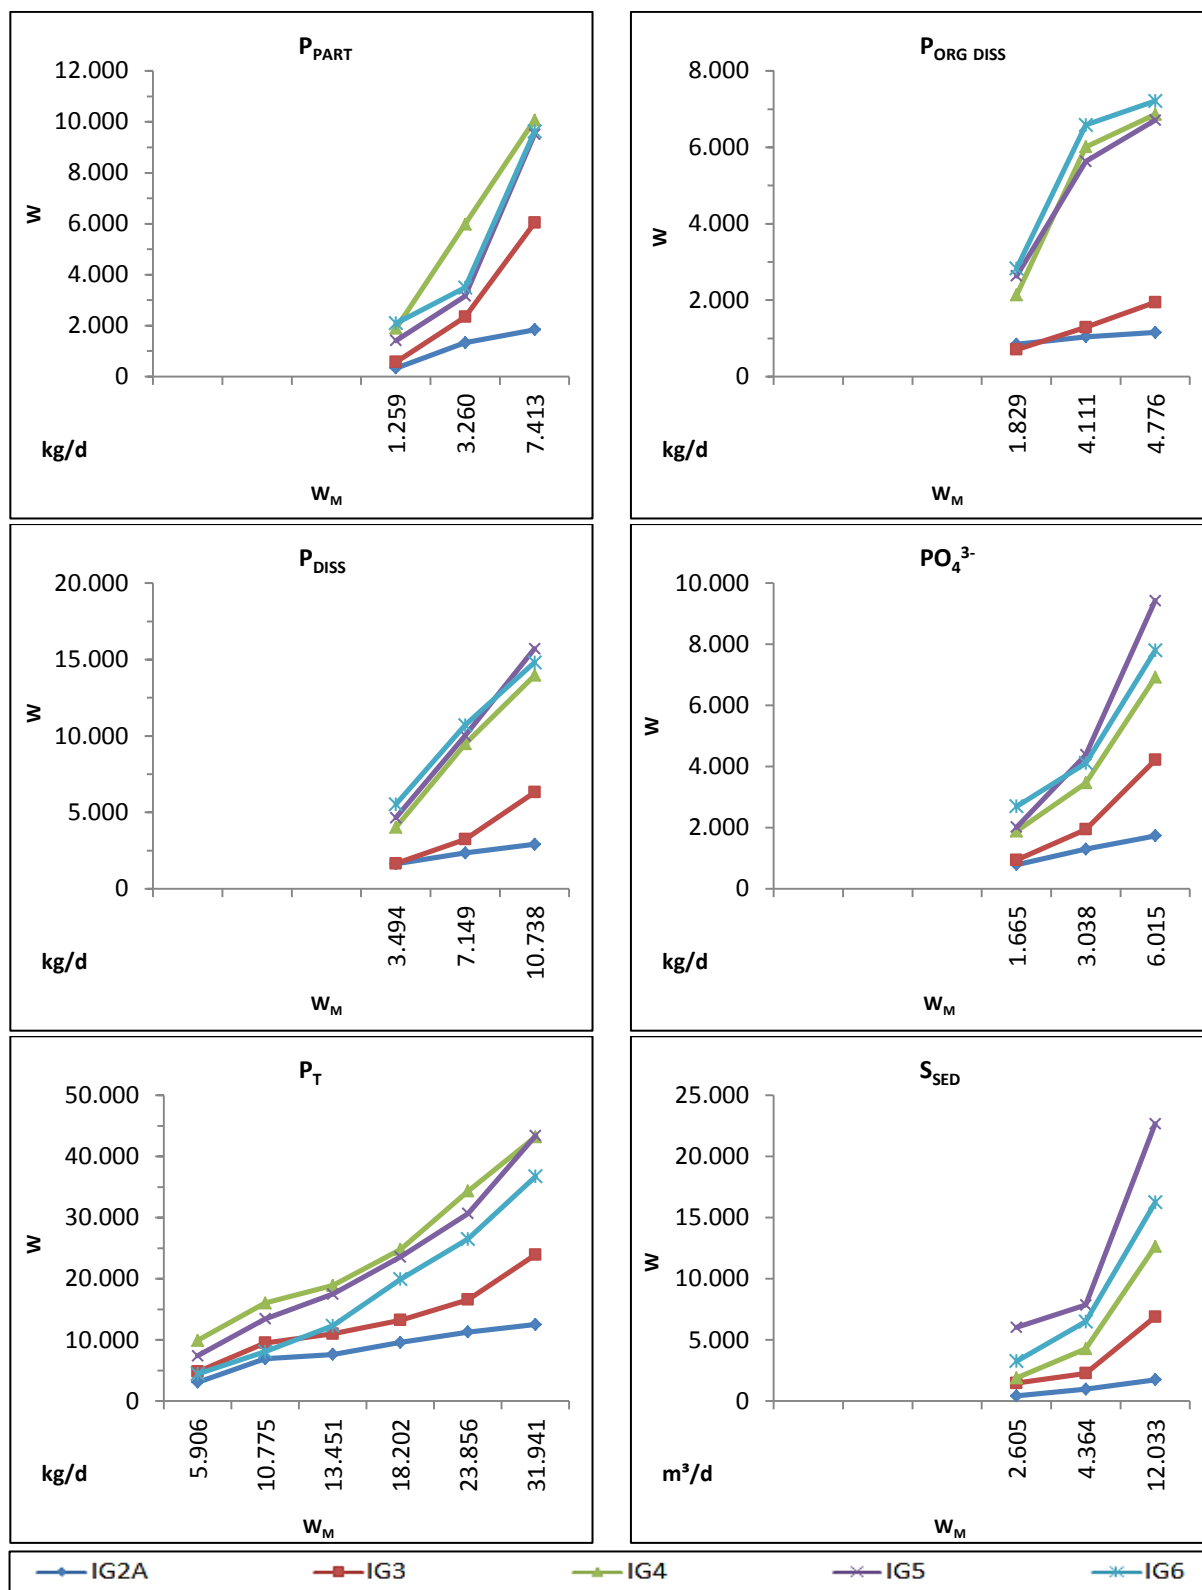 P_PART
12.000
10.000
8.000
6.000
4.000
2.000
0
W
1.259
3.260
7.413
kg/d
W_M
P_ORG DISS
8.000
6.000
4.000
2.000
0
W
1.829
4.111
4.776
kg/d
W_M
P_DISS
20.000
15.000
10.000
5.000
0
W
3.494
7.149
10.738
kg/d
W_M
PO₄³⁻
10.000
8.000
6.000
4.000
2.000
0
W
1.665
3.038
6.015
kg/d
W_M
P_T
50.000
40.000
30.000
20.000
10.000
0
W
5.906
10.775
13.451
18.202
23.856
31.941
kg/d
W_M
S_SED
25.000
20.000
15.000
10.000
5.000
0
W
2.605
4.364
12.033
m³/d
W_M
IG2A IG3 IG4 IG5 IG6